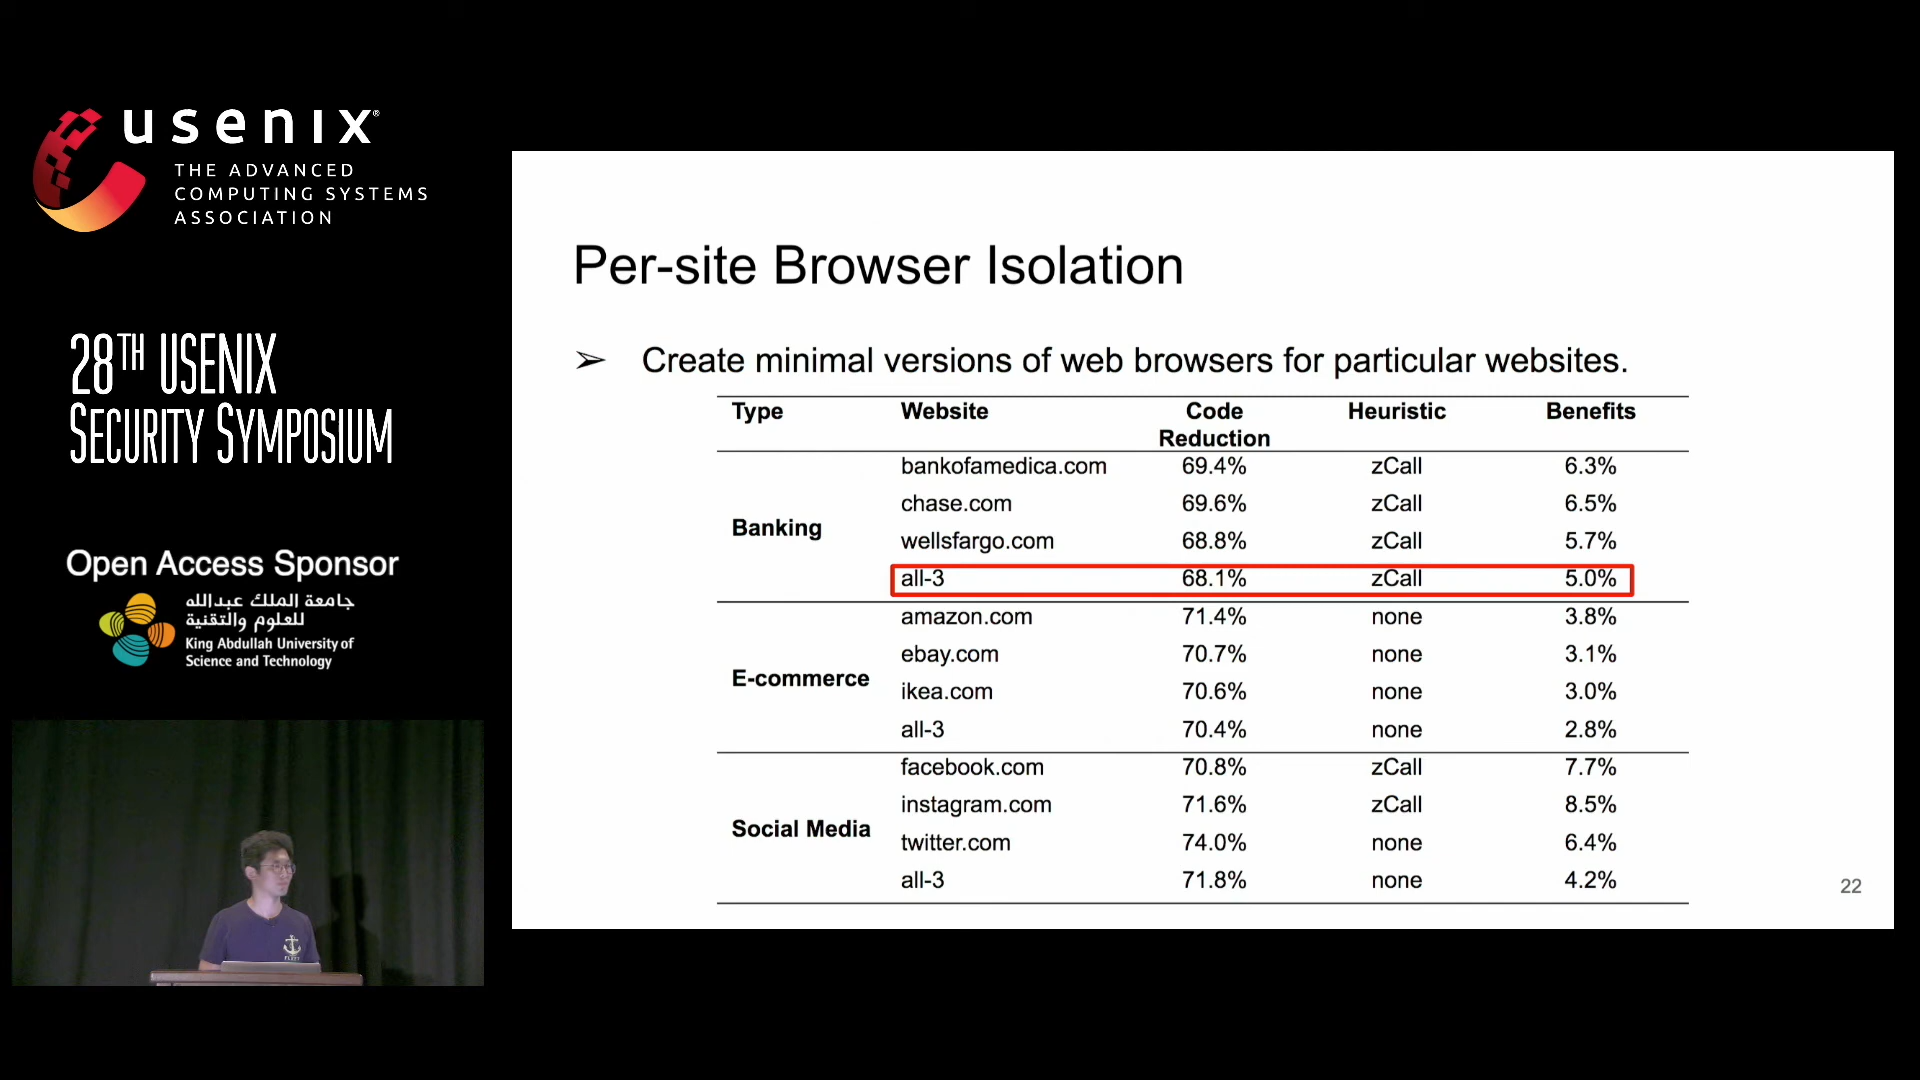 usenix®
THE ADVANCED
COMPUTING SYSTEMS
ASSOCIATION
28TH USENIX
SECURITY SYMPOSIUM
Open Access Sponsor
جامعة الملك عبدالله
للعلوم والتقنية
King Abdullah University of
Science and Technology
Per-site Browser Isolation
➢ Create minimal versions of web browsers for particular websites.
Type Website Code Reduction Heuristic Benefits
Banking
bankofamedica.com 69.4% zCall 6.3%
chase.com 69.6% zCall 6.5%
wellsfargo.com 68.8% zCall 5.7%
all-3 68.1% zCall 5.0%
E-commerce
amazon.com 71.4% none 3.8%
ebay.com 70.7% none 3.1%
ikea.com 70.6% none 3.0%
all-3 70.4% none 2.8%
Social Media
facebook.com 70.8% zCall 7.7%
instagram.com 71.6% zCall 8.5%
twitter.com 74.0% none 6.4%
all-3 71.8% none 4.2%
22